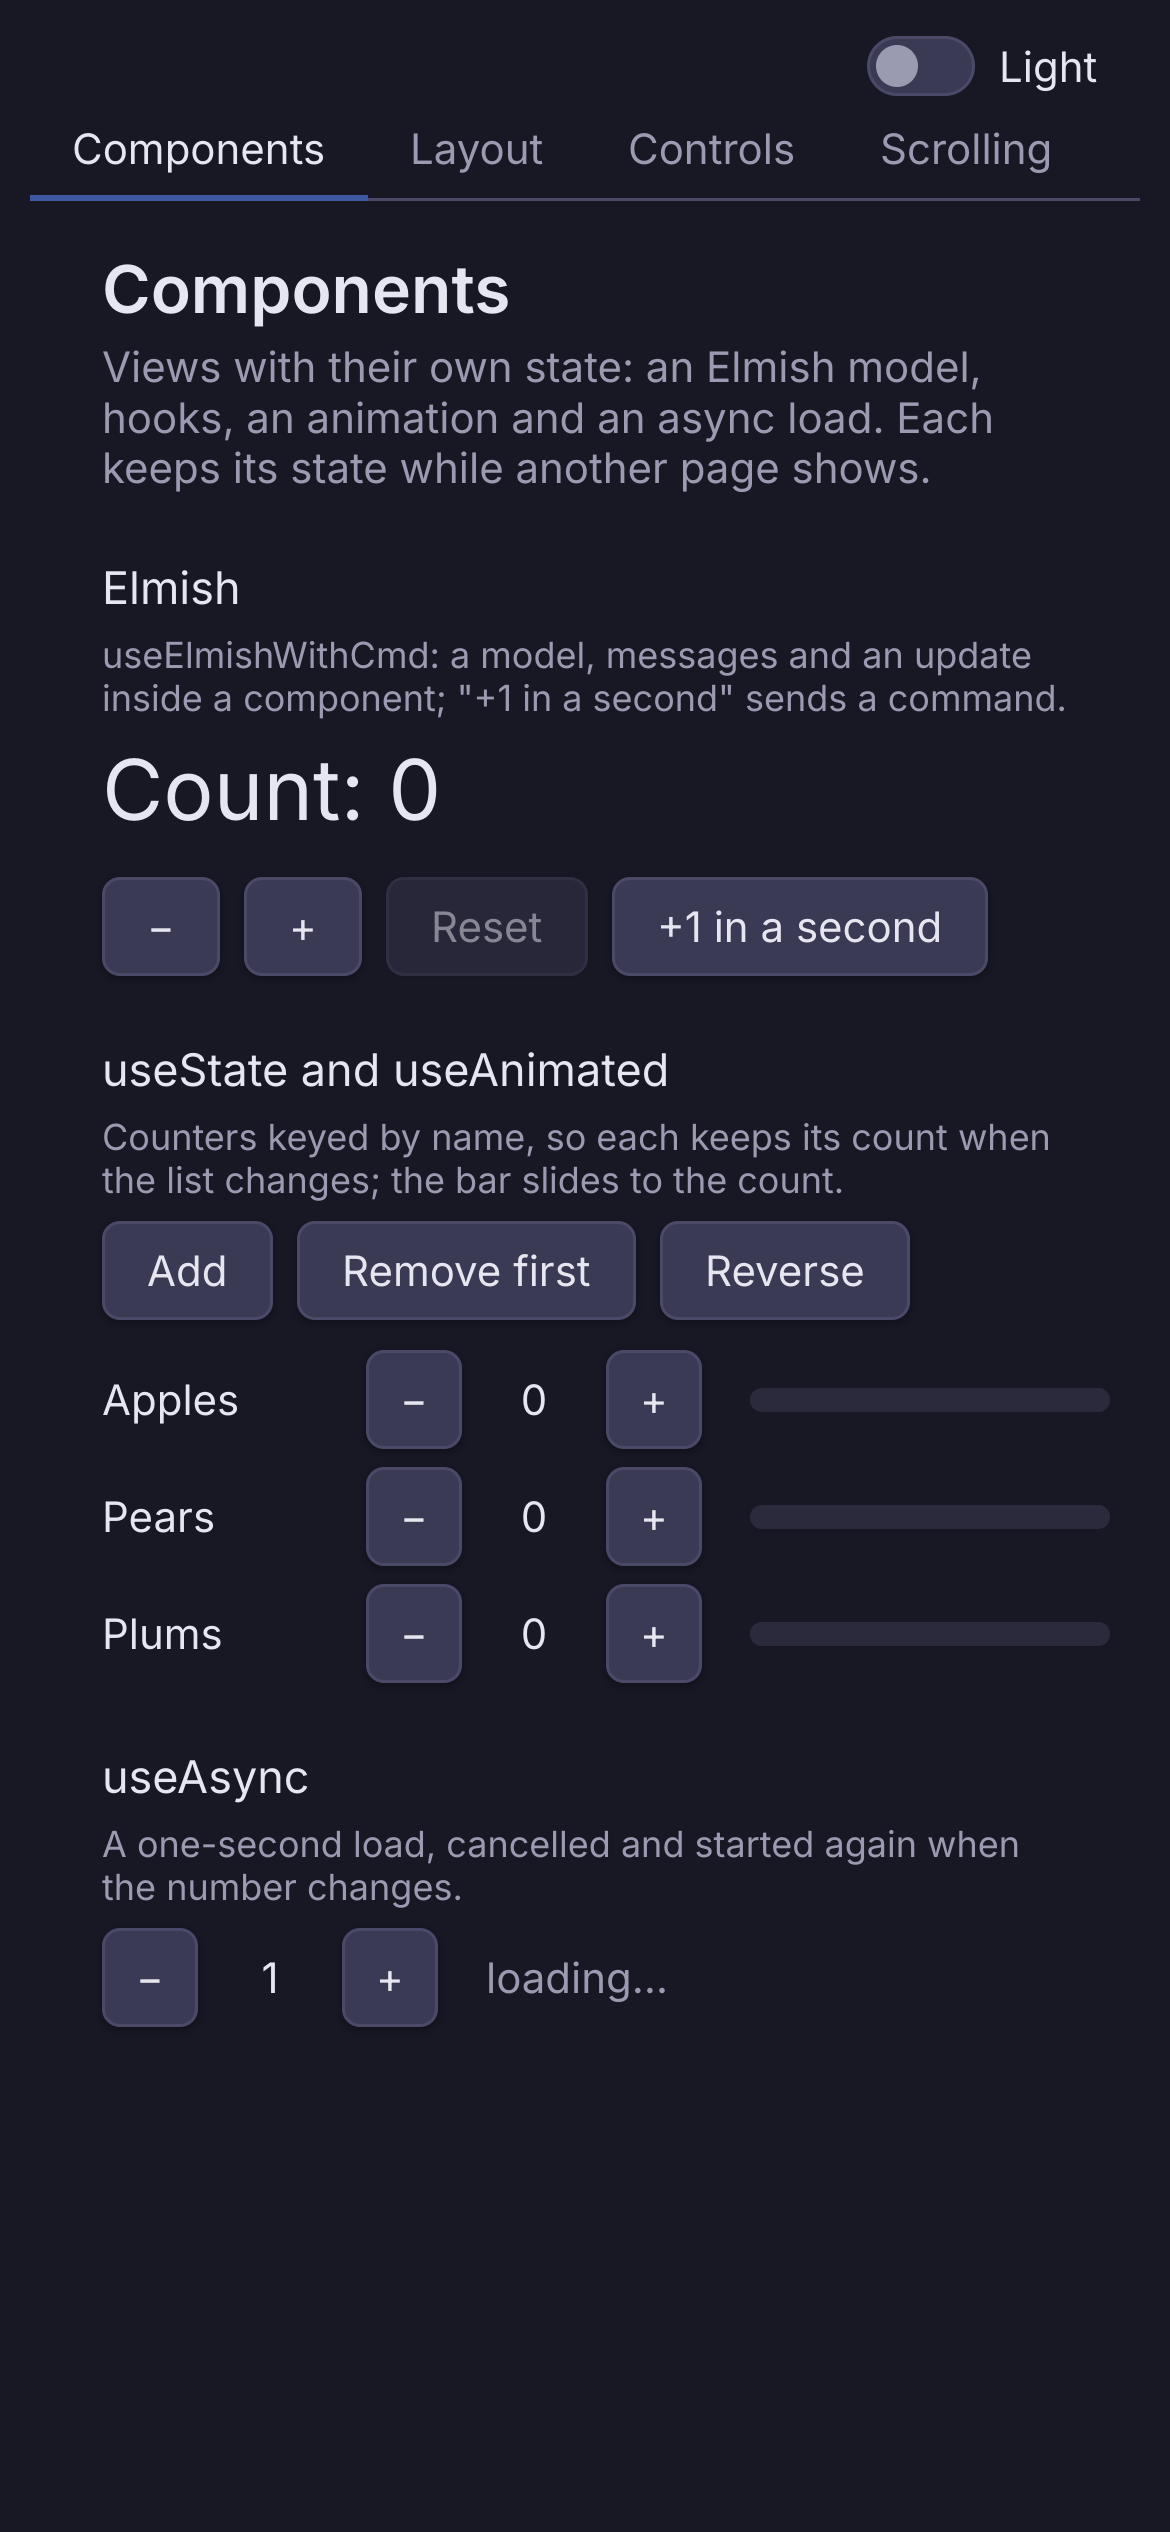 Light
Components Layout Controls Scrolling
Components
Views with their own state: an Elmish model,
hooks, an animation and an async load. Each
keeps its state while another page shows.
Elmish
useElmishWithCmd: a model, messages and an update
inside a component; "+1 in a second" sends a command.
Count: 0
− + Reset +1 in a second
useState and useAnimated
Counters keyed by name, so each keeps its count when
the list changes; the bar slides to the count.
Add Remove first Reverse
Apples − 0 +
Pears − 0 +
Plums − 0 +
useAsync
A one-second load, cancelled and started again when
the number changes.
− 1 + loading...